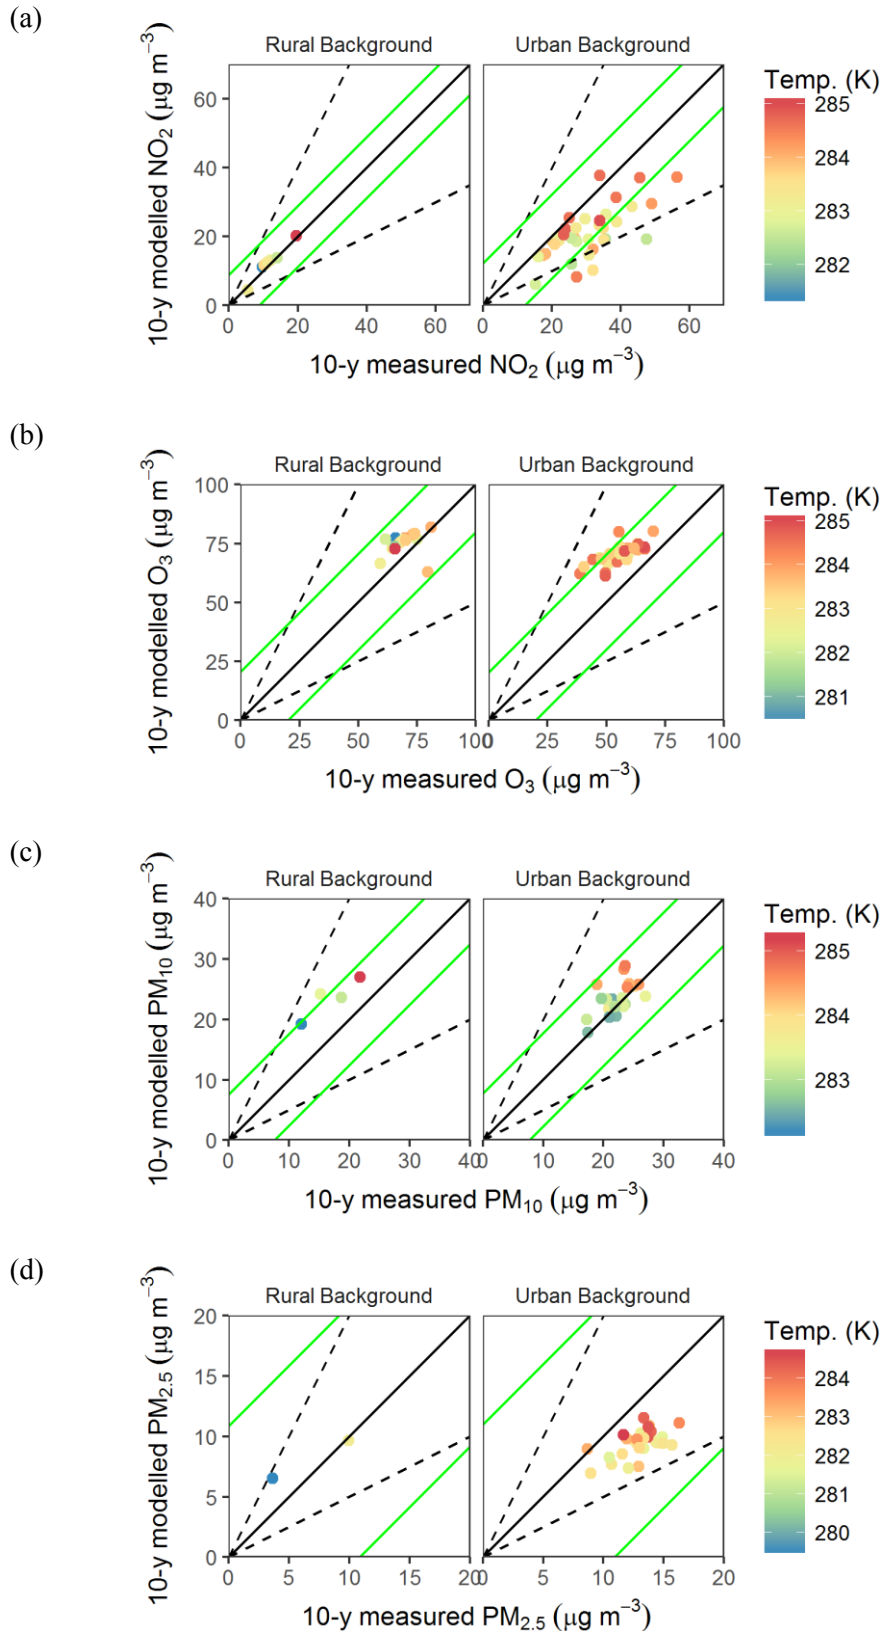 (a)
Rural Background Urban Background
10-y modelled NO₂ (μg m⁻³)
60
40
20
0
0 20 40 60 0 20 40 60
10-y measured NO₂ (μg m⁻³)
Temp. (K)
285
284
283
282
(b)
Rural Background Urban Background
10-y modelled O₃ (μg m⁻³)
100
75
50
25
0
0 25 50 75 100 0 25 50 75 100
10-y measured O₃ (μg m⁻³)
Temp. (K)
285
284
283
282
281
(c)
Rural Background Urban Background
10-y modelled PM₁₀ (μg m⁻³)
40
30
20
10
0
0 10 20 30 40 0 10 20 30 40
10-y measured PM₁₀ (μg m⁻³)
Temp. (K)
285
284
283
(d)
Rural Background Urban Background
10-y modelled PM₂.₅ (μg m⁻³)
20
15
10
5
0
0 5 10 15 20 0 5 10 15 20
10-y measured PM₂.₅ (μg m⁻³)
Temp. (K)
284
283
282
281
280